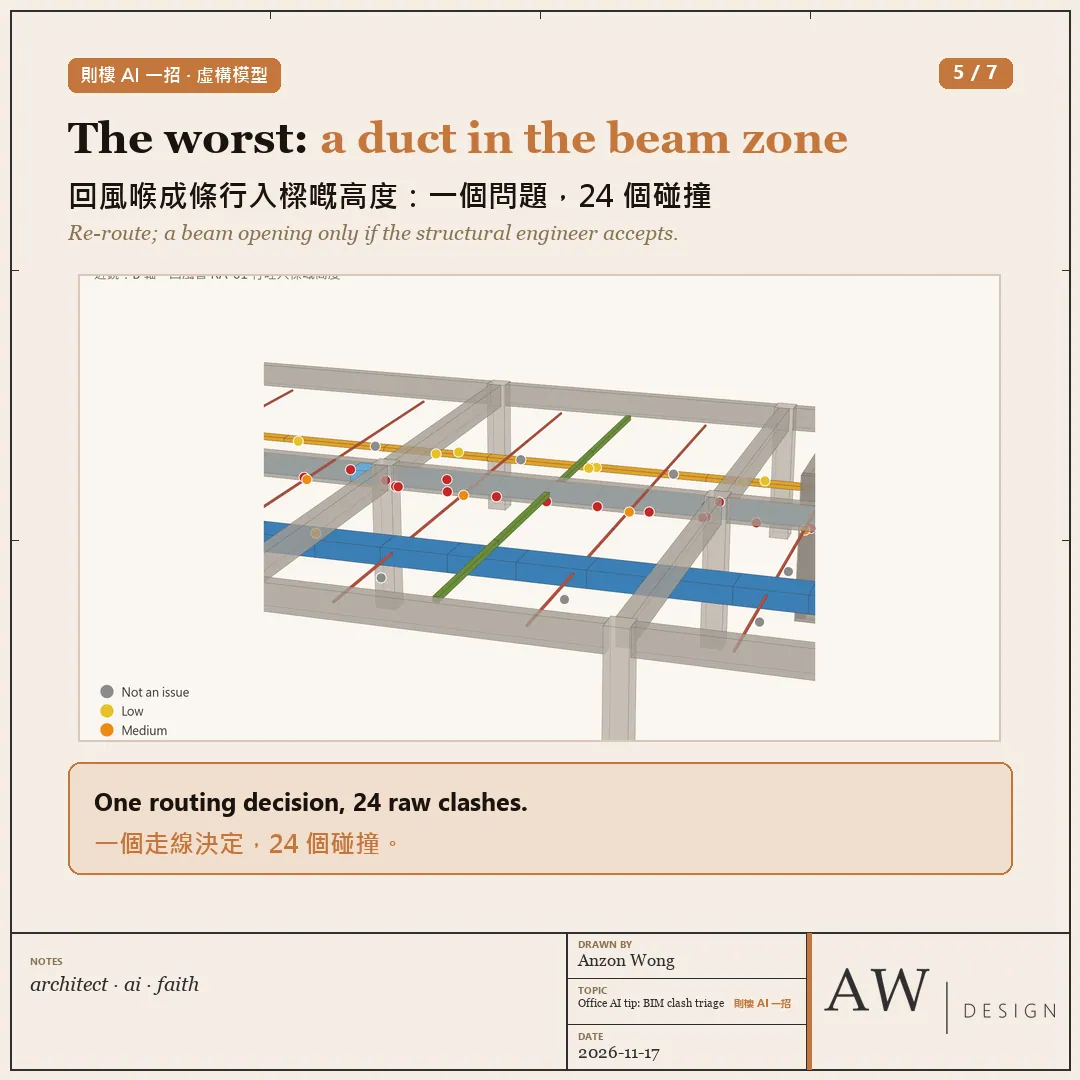 則樓 AI 一招 · 虛構模型
5 / 7
The worst: a duct in the beam zone
回風喉成條行入樑嘅高度：一個問題，24 個碰撞
Re-route; a beam opening only if the structural engineer accepts.
Not an issue
Low
Medium
One routing decision, 24 raw clashes.
一個走線決定，24 個碰撞。
NOTES
architect · ai · faith
DRAWN BY
Anzon Wong
TOPIC
Office AI tip: BIM clash triage 則樓 AI 一招
DATE
2026-11-17
AW | DESIGN